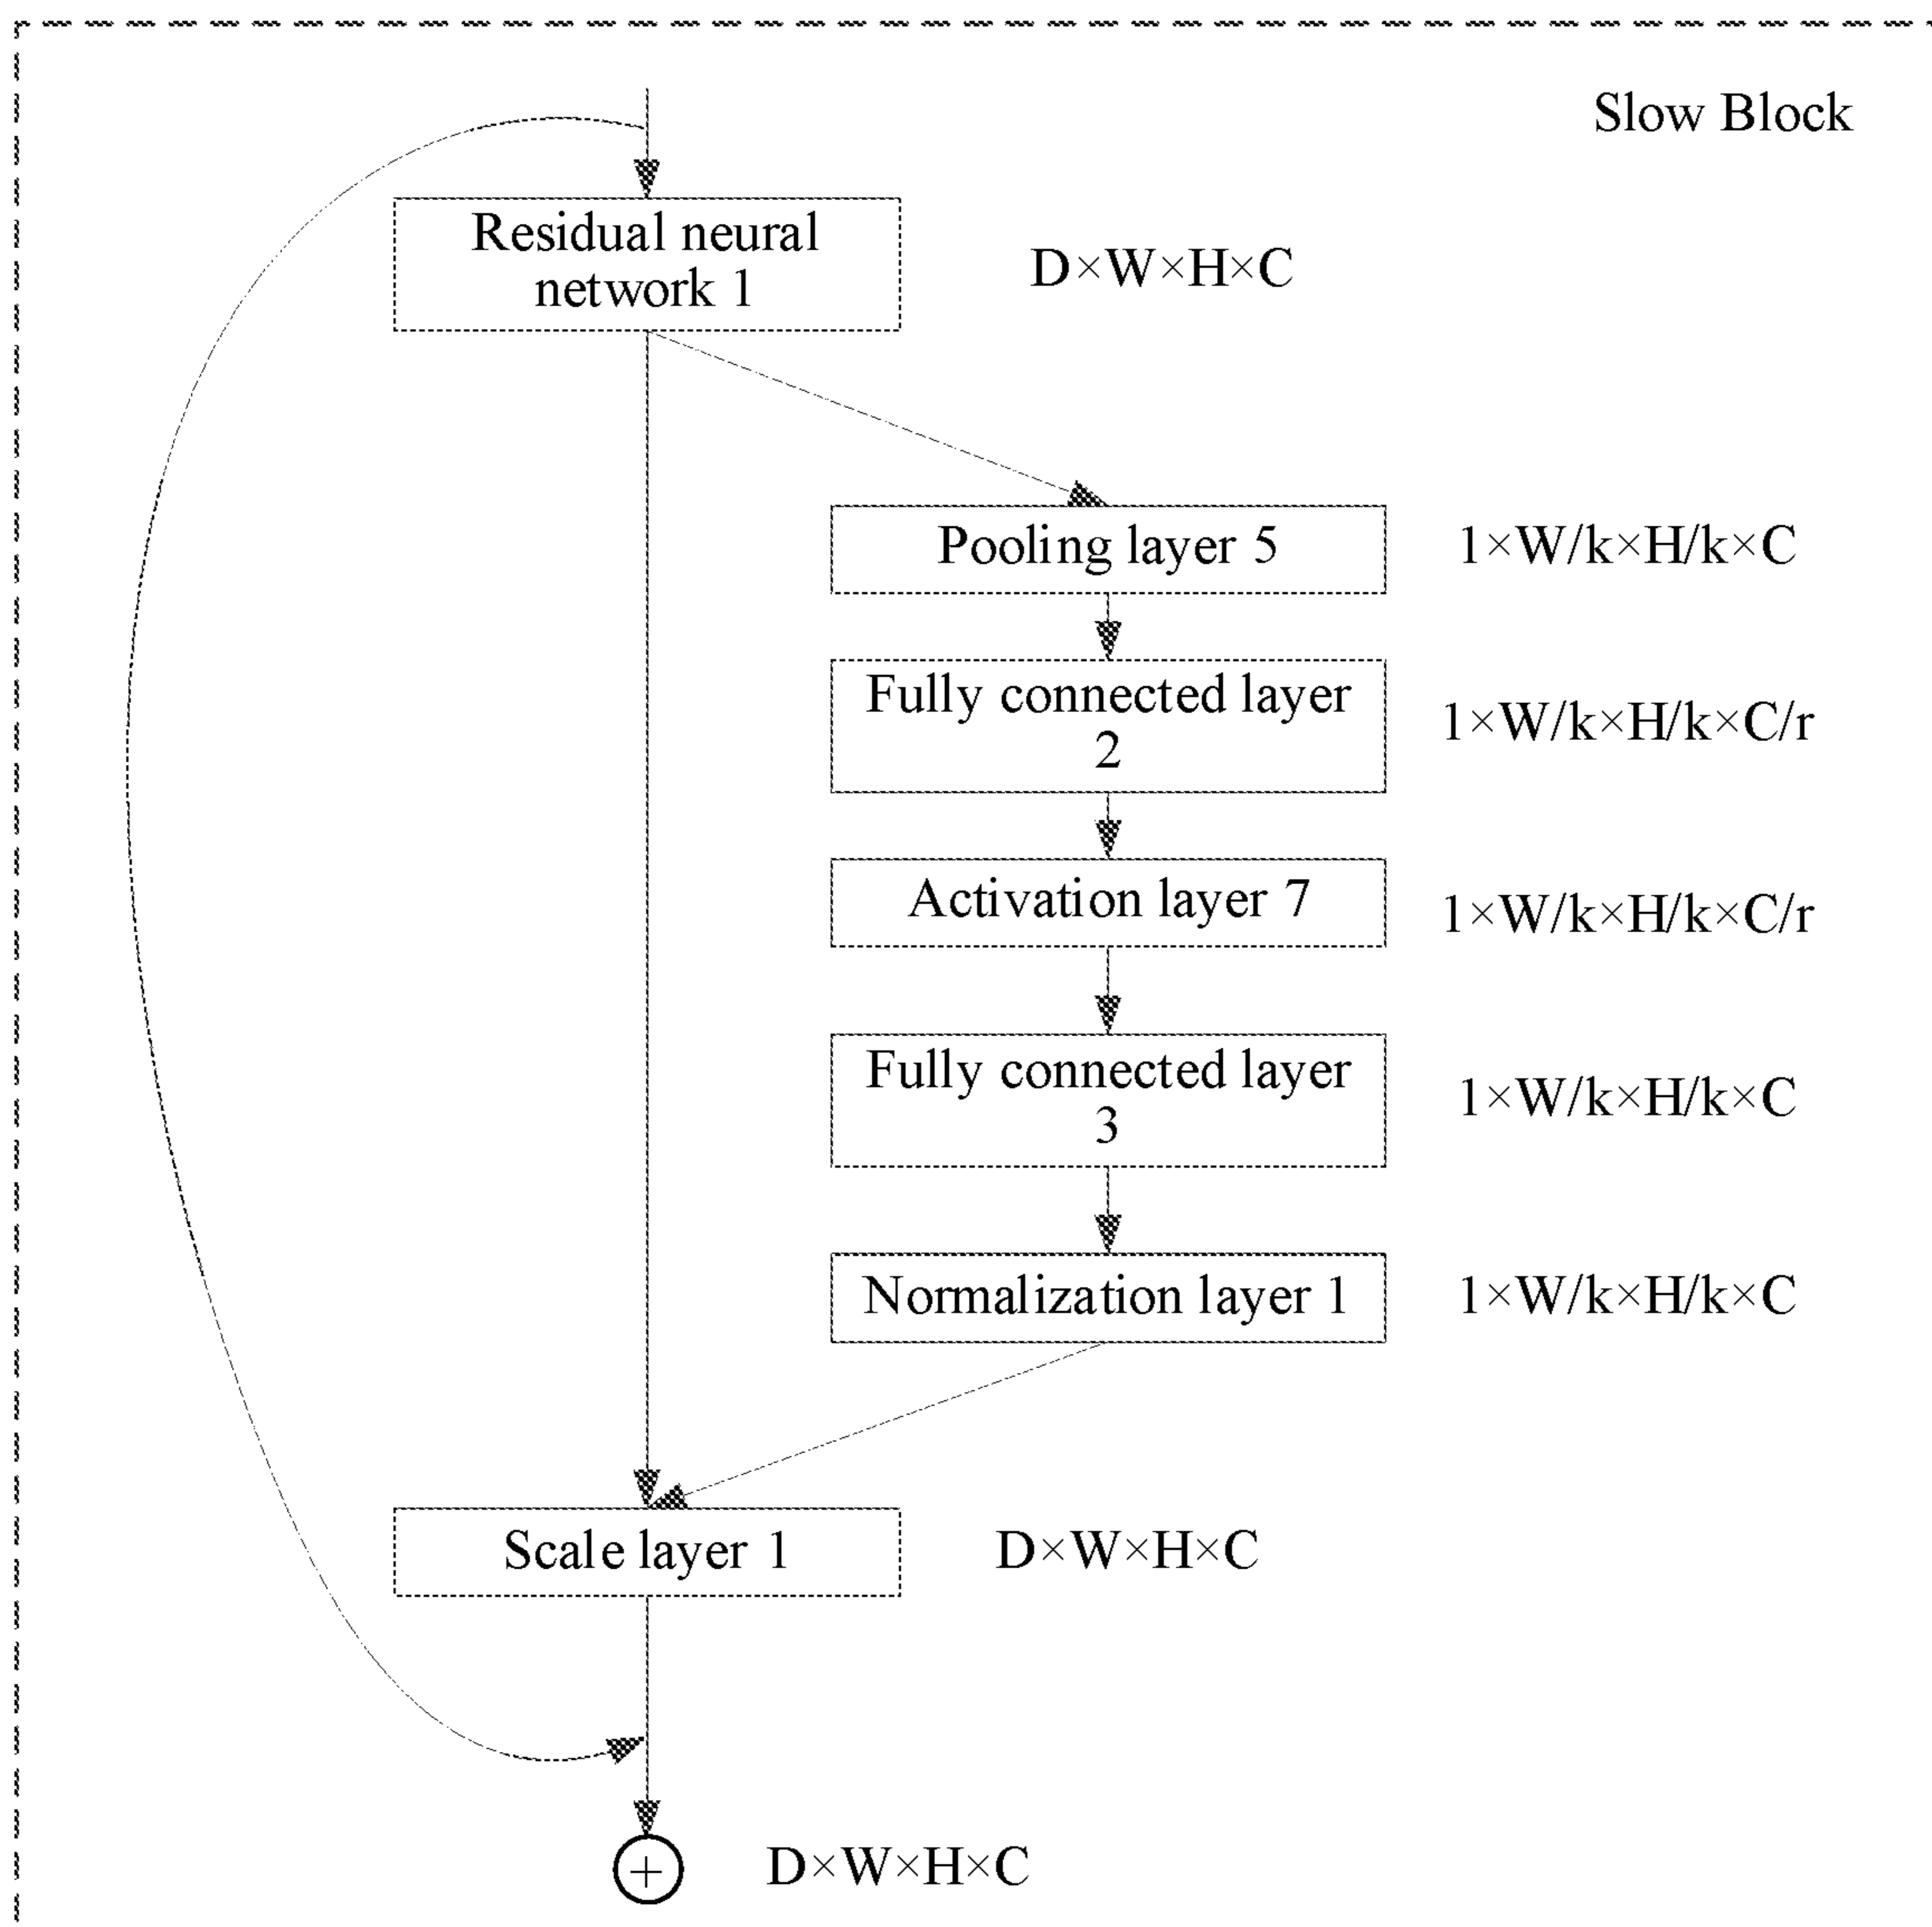 Slow Block
Residual neural
network 1
D×W×H×C
Pooling layer 5
1×W/k×H/k×C
Fully connected layer
2
1×W/k×H/k×C/r
Activation layer 7
1×W/k×H/k×C/r
Fully connected layer
3
1×W/k×H/k×C
Normalization layer 1
1×W/k×H/k×C
Scale layer 1
D×W×H×C
+
D×W×H×C